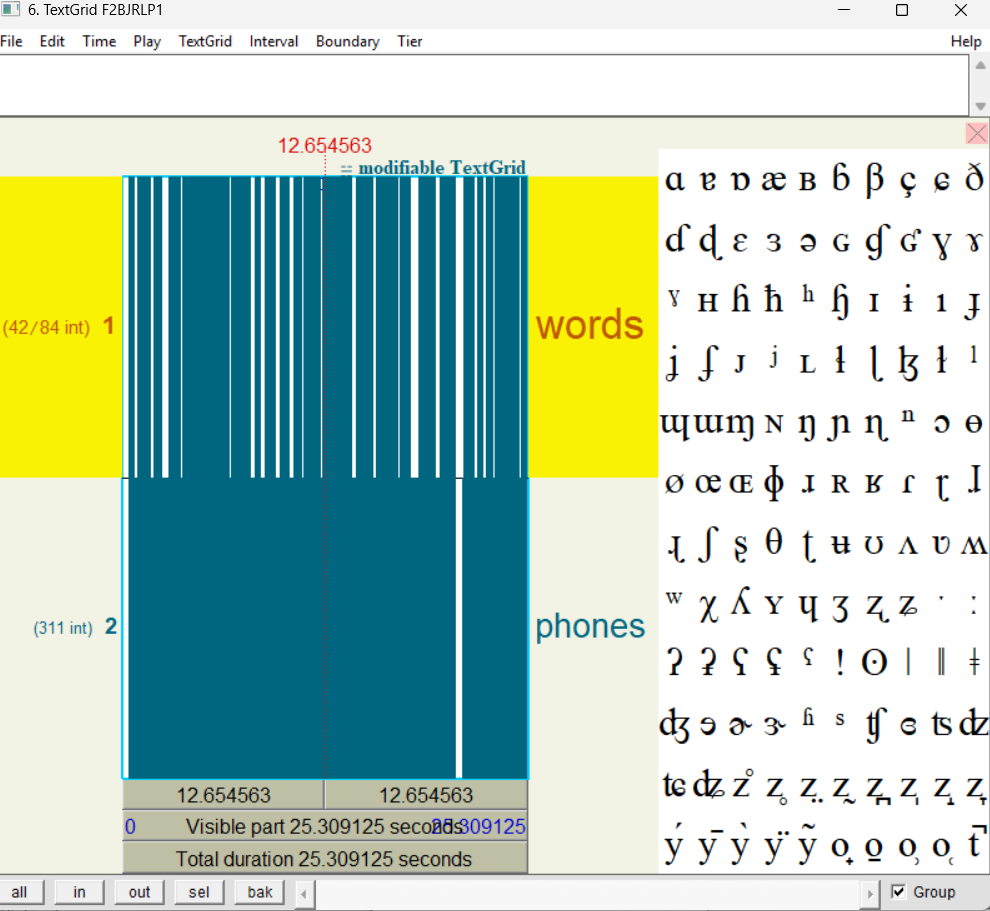 6. TextGrid F2BJRLP1
File Edit Time Play TextGrid Interval Boundary Tier Help
12.654563
modifiable TextGrid
(42/84 int) 1 words
(311 int) 2 phones
12.654563 12.654563
0 Visible part 25.309125 seconds 25.309125
Total duration 25.309125 seconds
all in out sel bak Group
ɑ ɐ ɒ æ ʙ ɓ β ç ɕ ð
ɗ ɖ ɛ ɜ ə ɢ ʠ ʛ ɣ ɤ
ˠ ʜ ɦ ħ ʰ ɧ ɪ ɨ ɟ
ʝ ʄ ʲ ʟ ɫ ɭ ɮ ɬ ˡ
ɰ ɯ ɱ ɴ ŋ ɲ ɳ ⁿ ɔ ɵ
ø œ ɶ ɸ ɹ ʀ ʁ ɾ ɽ ɺ
ɻ ʃ ʂ θ ʈ ʉ ʊ ʌ ʋ ʍ
ʷ χ ʎ ʏ ɥ ʒ ʐ ʑ ˑ ː
ʔ ʡ ʕ ʢ ˤ ! ʘ ǀ ǁ ǂ
ʤ ɘ ɚ ɝ ʱ ˢ ʧ ɞ ʦ ʣ
ʨ ʥ z̊ z̥ z̤ z̰ z̺ z̩ z̞
ý ȳ ỳ ÿ ỹ t̚